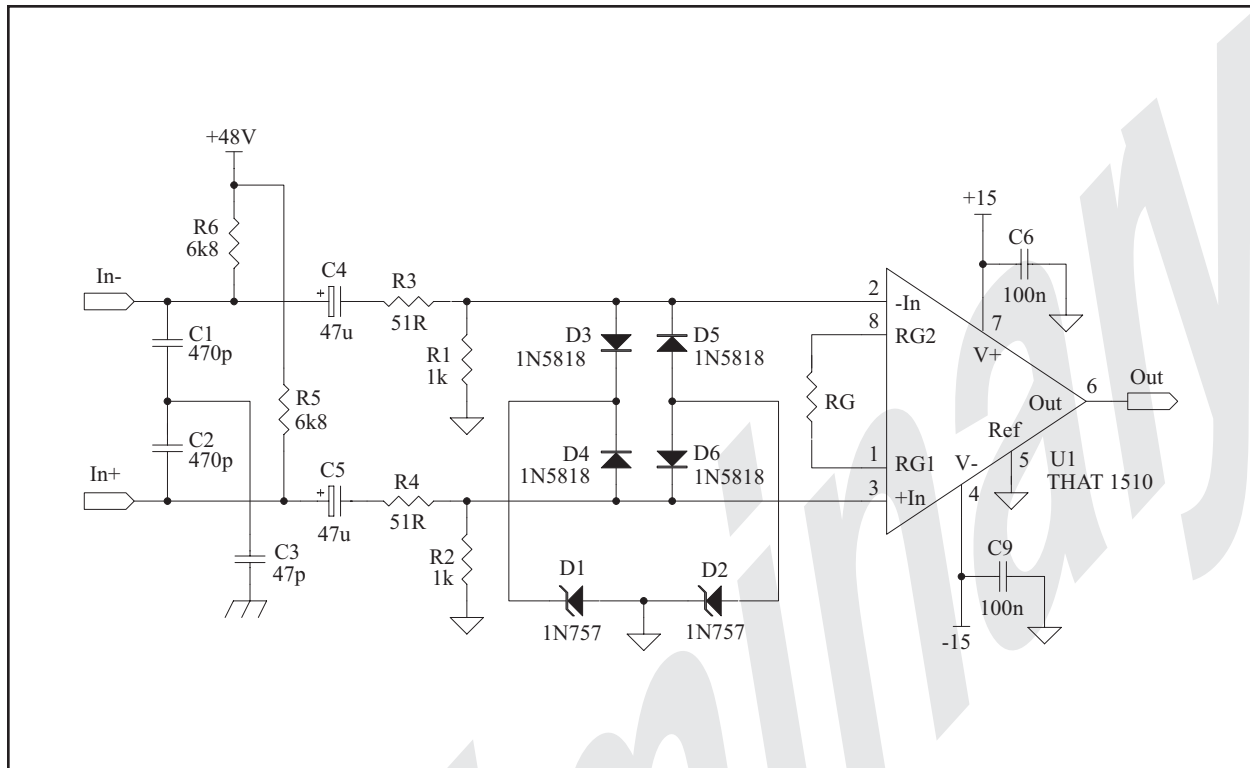 +48V
R6
6k8
In-
C4
+
47u
R3
51R
C1
470p
R1
1k
R5
6k8
C2
470p
In+
C5
+
47u
R4
51R
R2
1k
C3
47p
D3
1N5818
D5
1N5818
D4
1N5818
D6
1N5818
D1
1N757
D2
1N757
+15
C6
100n
2
-In
8
RG2
7
V+
RG
6
Out
Out
Ref
1
RG1
3
+In
V-
4
5
U1
THAT 1510
C9
100n
-15